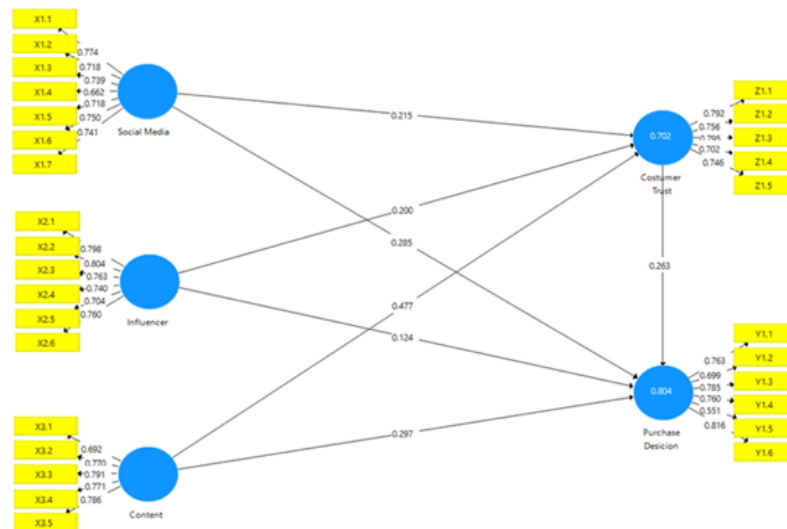 X1.1
X1.2
X1.3
X1.4
X1.5
X1.6
X1.7
0.774
0.718
0.739
0.662
0.718
0.750
0.741
Social Media
X2.1
X2.2
X2.3
X2.4
X2.5
X2.6
0.798
0.804
0.763
0.740
0.704
0.760
Influencer
X3.1
X3.2
X3.3
X3.4
X3.5
0.692
0.770
0.791
0.771
0.786
Content
0.215
0.200
0.285
0.477
0.124
0.297
0.702
Costumer
Trust
0.792
0.756
0.795
0.702
0.746
Z1.1
Z1.2
Z1.3
Z1.4
Z1.5
0.263
0.804
Purchase
Desicion
0.763
0.699
0.785
0.760
0.551
0.816
Y1.1
Y1.2
Y1.3
Y1.4
Y1.5
Y1.6